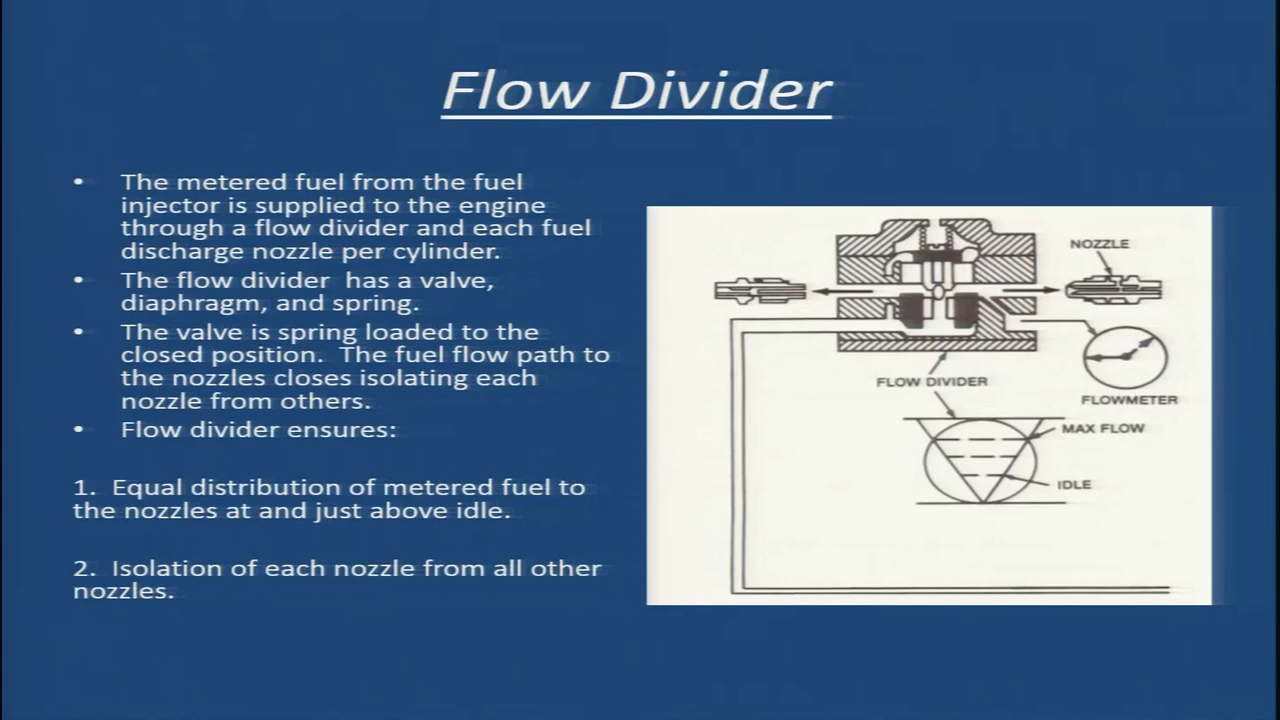 Flow Divider
• The metered fuel from the fuel
injector is supplied to the engine
through a flow divider and each fuel
discharge nozzle per cylinder.
• The flow divider has a valve,
diaphragm, and spring.
• The valve is spring loaded to the
closed position. The fuel flow path to
the nozzles closes isolating each
nozzle from others.
• Flow divider ensures:
1. Equal distribution of metered fuel to
the nozzles at and just above idle.
2. Isolation of each nozzle from all other
nozzles.
NOZZLE
FLOW DIVIDER
FLOWMETER
MAX FLOW
IDLE